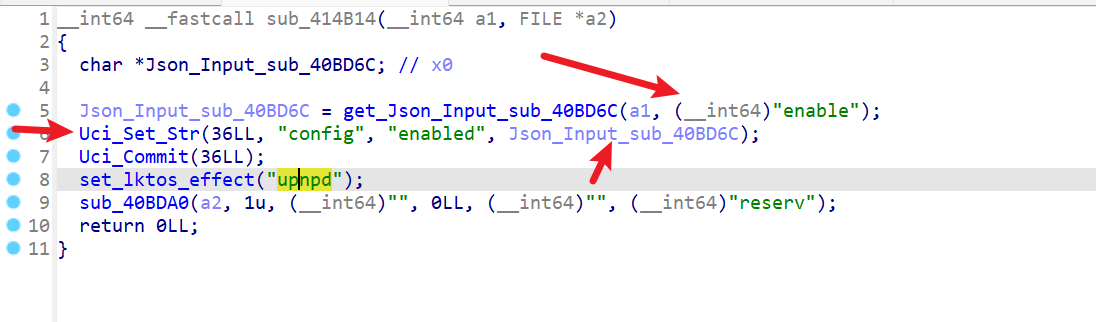 1 __int64 __fastcall sub_414B14(__int64 a1, FILE *a2)
2 {
3 char *Json_Input_sub_40BD6C; // x0
4
5 Json_Input_sub_40BD6C = get_Json_Input_sub_40BD6C(a1, (__int64)"enable");
Uci_Set_Str(36LL, "config", "enabled", Json_Input_sub_40BD6C);
7 Uci_Commit(36LL);
8 set_lktos_effect("upnpd");
9 sub_40BDA0(a2, 1u, (__int64)"", 0LL, (__int64)"", (__int64)"reserv");
10 return 0LL;
11 }